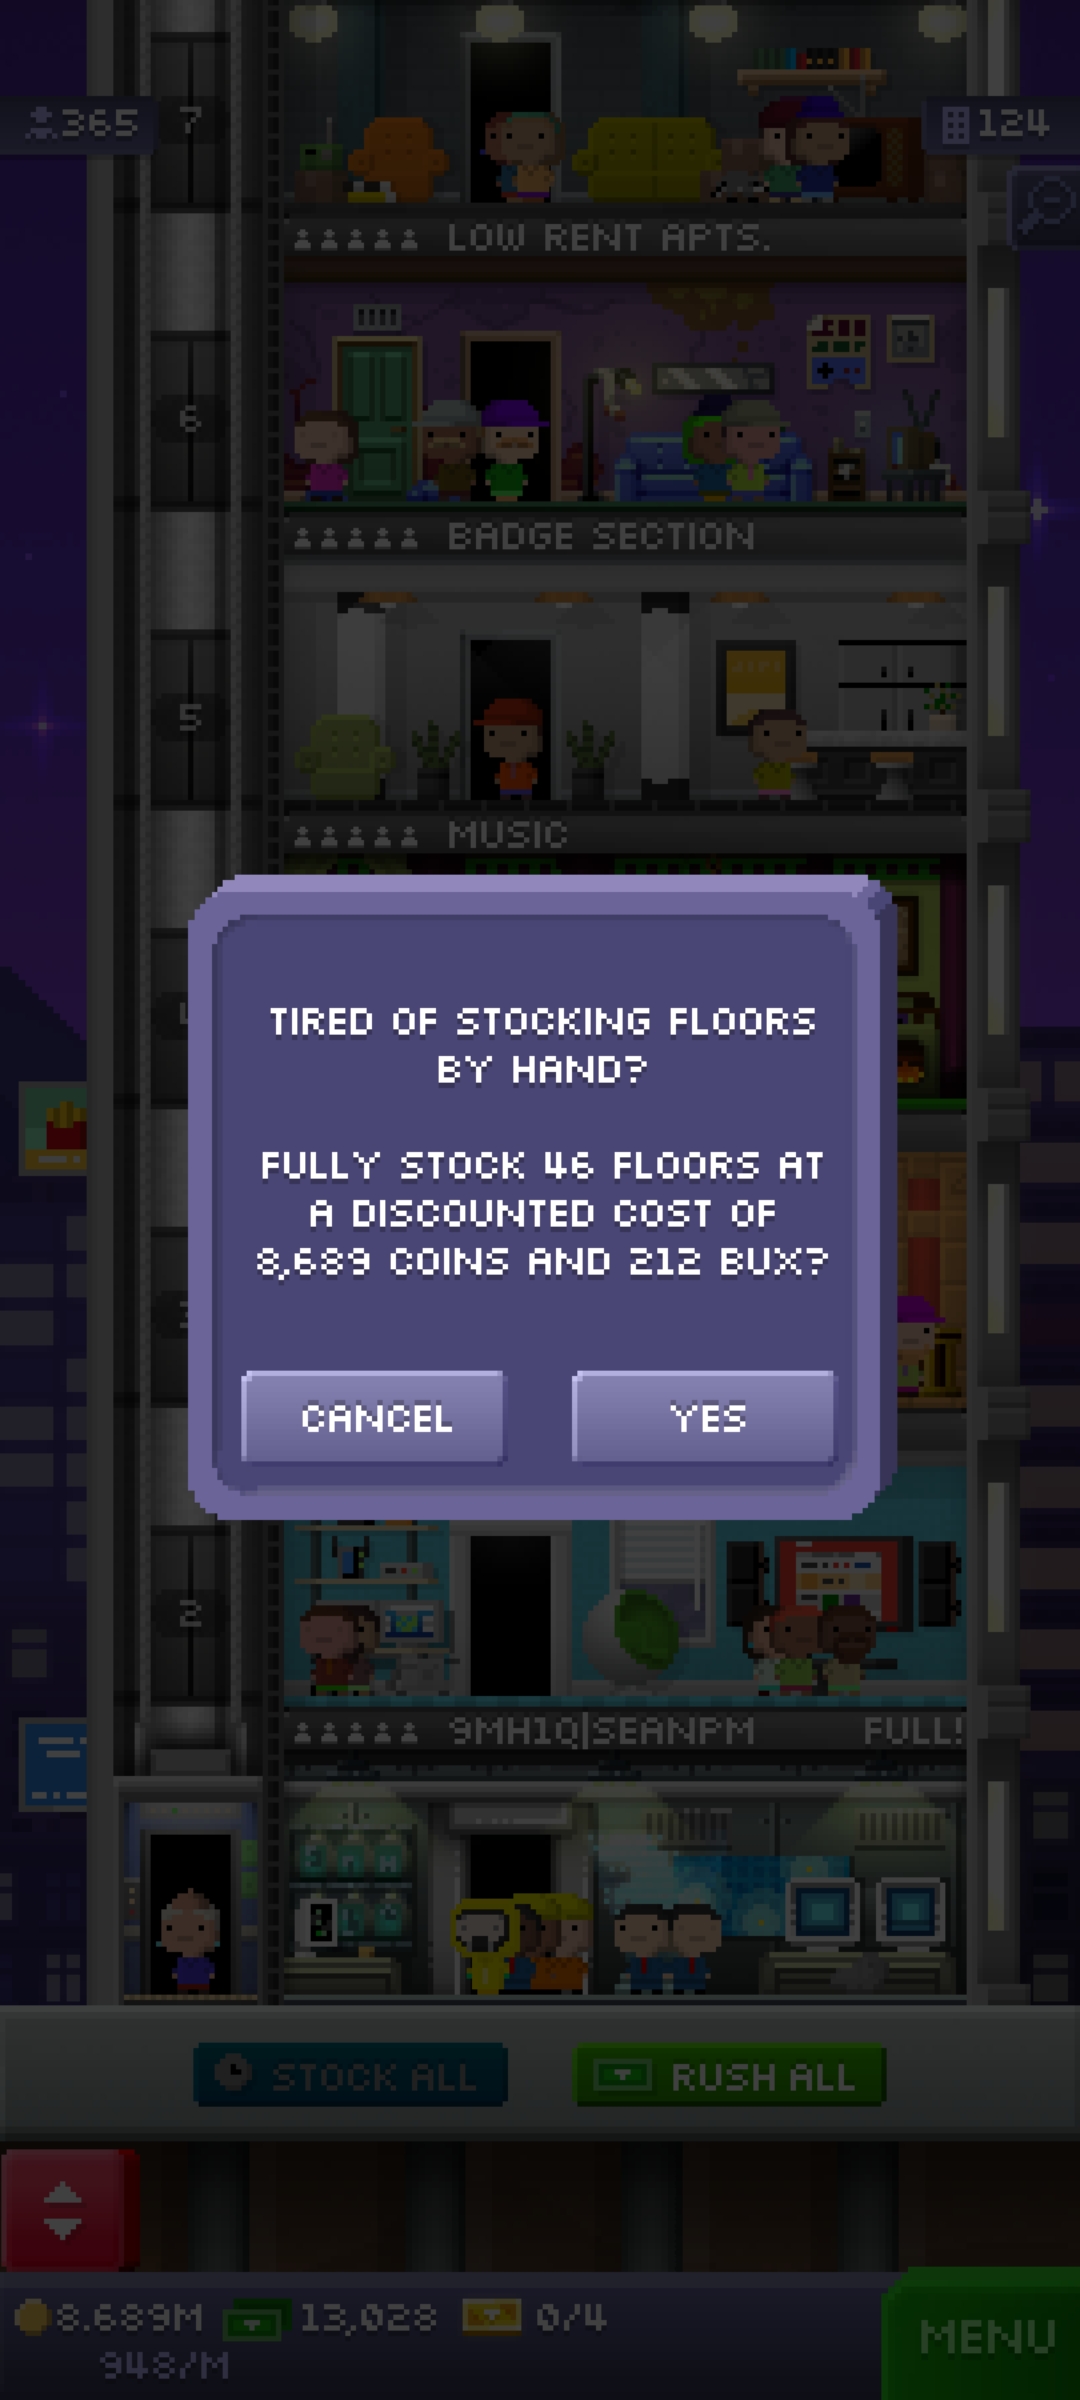 365
7
124
LOW RENT APTS.
6
BADGE SECTION
5
MUSIC
TIRED OF STOCKING FLOORS
BY HAND?
FULLY STOCK 46 FLOORS AT
A DISCOUNTED COST OF
8,689 COINS AND 212 BUX?
CANCEL
YES
2
9MH1Q|SEANPM
FULL!
STOCK ALL
RUSH ALL
8.689M
13,028
0/4
948/M
MENU